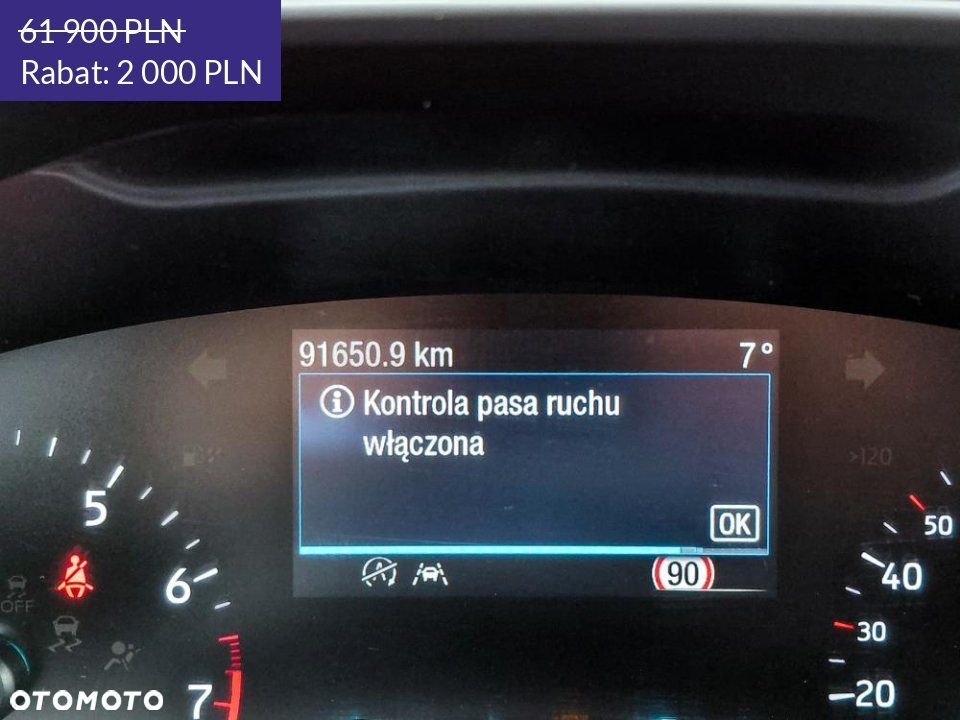 61 900 PLN
Rabat: 2 000 PLN
91650.9 km 7°
Kontrola pasa ruchu
włączona
OK
90
5
6
7
OFF
>120
50
40
30
20
OTOMOTO